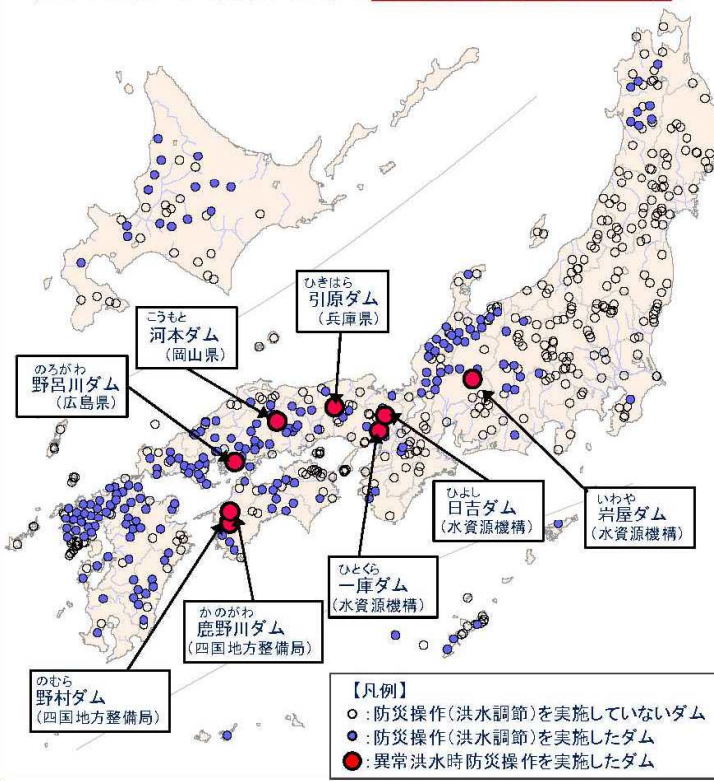 ひきはら
引原ダム
(兵庫県)
こうもと
河本ダム
(岡山県)
のろがわ
野呂川ダム
(広島県)
ひよし
日吉ダム
(水資源機構)
いわや
岩屋ダム
(水資源機構)
ひとくら
一庫ダム
(水資源機構)
かのがわ
鹿野川ダム
(四国地方整備局)
のむら
野村ダム
(四国地方整備局)
【凡例】
○:防災操作(洪水調節)を実施していないダム
●:防災操作(洪水調節)を実施したダム
●:異常洪水時防災操作を実施したダム